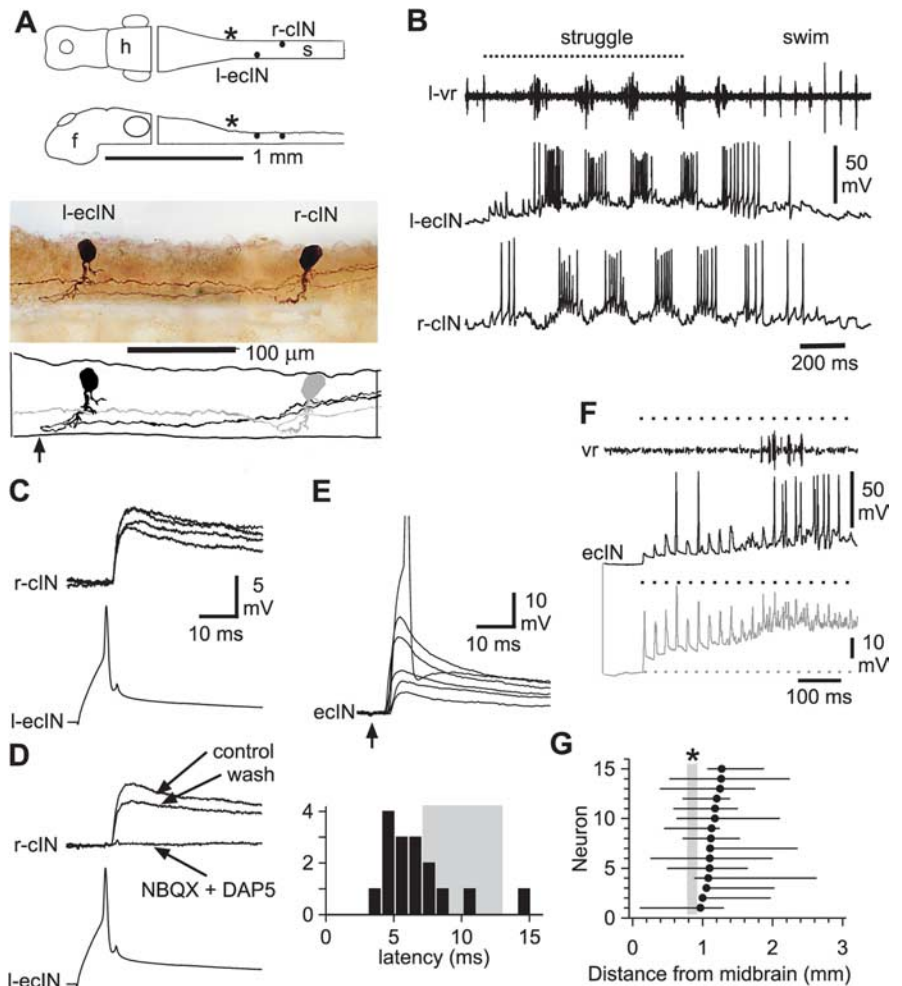 A
h
*
r-cIN
s
l-ecIN
f
*
1 mm
l-ecIN
r-cIN
100 μm
B
struggle
swim
l-vr
50
mV
l-ecIN
r-cIN
200 ms
C
r-cIN
5
mV
10 ms
l-ecIN
D
control
wash
r-cIN
NBQX + DAP5
l-ecIN
E
10
mV
10 ms
ecIN
4
2
0
5
10
15
latency (ms)
F
vr
50
mV
ecIN
10
mV
100 ms
G
*
15
10
5
0
Neuron
0
1
2
3
Distance from midbrain (mm)